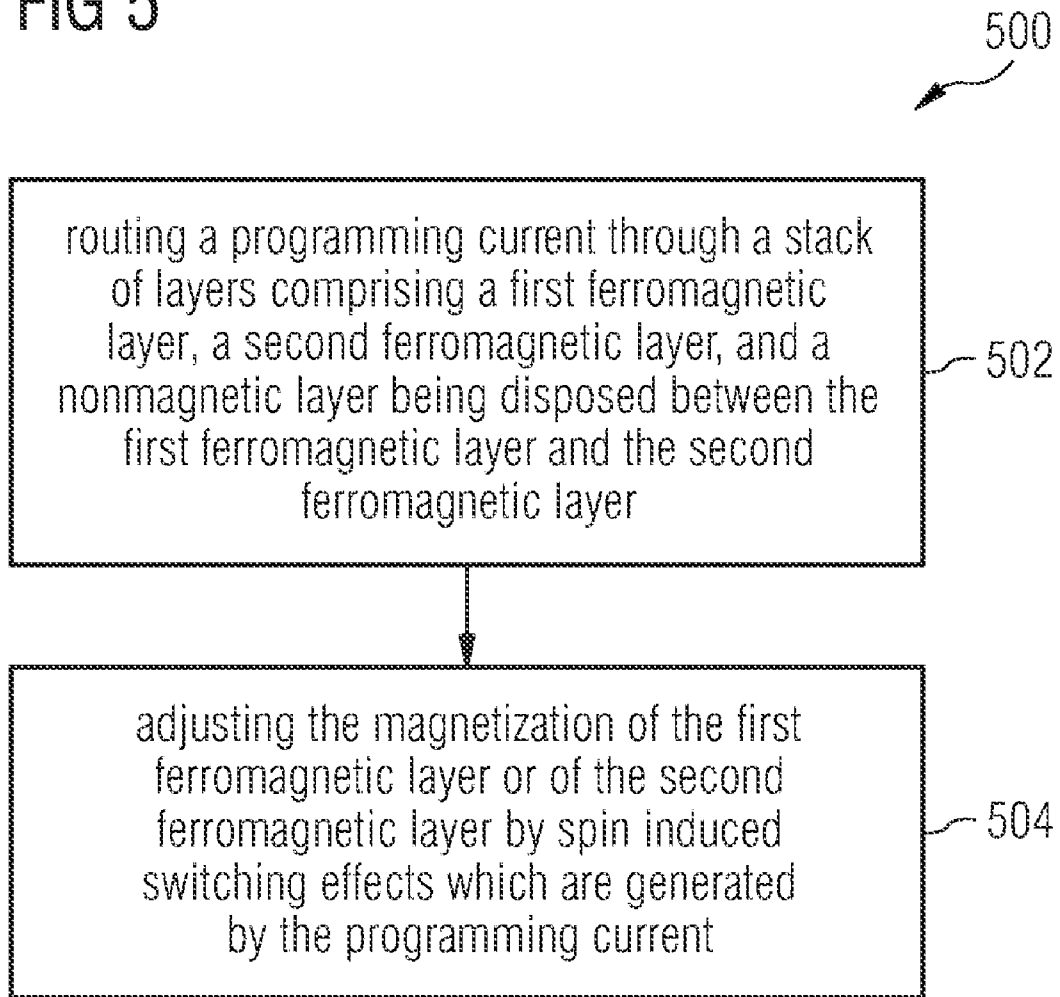 FIG 5
500
routing a programming current through a stack
of layers comprising a first ferromagnetic
layer, a second ferromagnetic layer, and a
nonmagnetic layer being disposed between the
first ferromagnetic layer and the second
ferromagnetic layer
502
adjusting the magnetization of the first
ferromagnetic layer or of the second
ferromagnetic layer by spin induced
switching effects which are generated
by the programming current
504